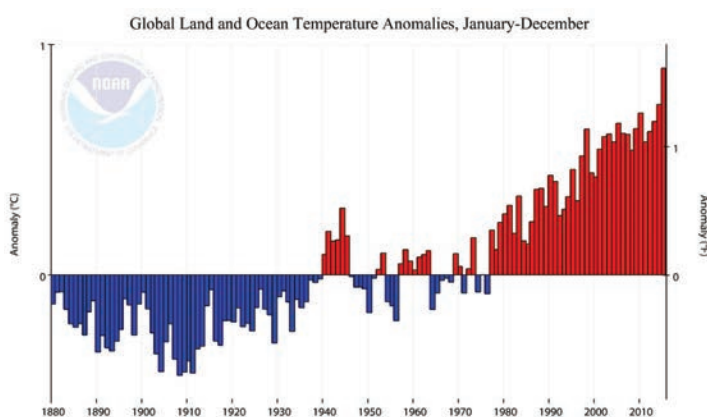 Global Land and Ocean Temperature Anomalies, January-December
1
1
0
0
Anomaly (°C)
Anomaly (°F)
NOAA
1880 1890 1900 1910 1920 1930 1940 1950 1960 1970 1980 1990 2000 2010